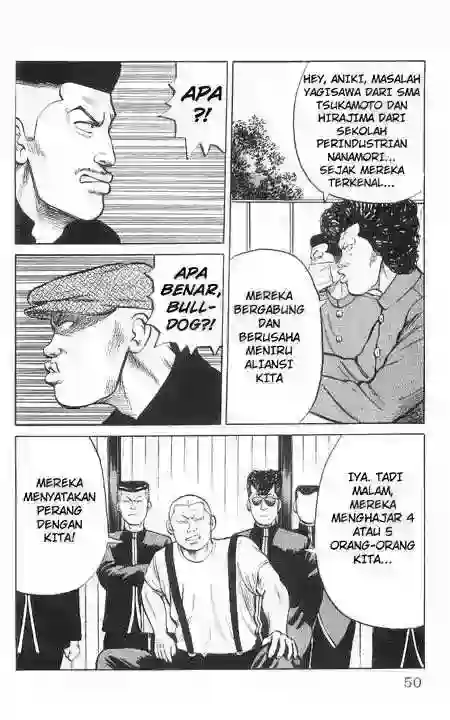 HEY, ANIKI, MASALAH
YAGISAWA DARI SMA
TSUKAMOTO DAN
HIRAJIMA DARI
SEKOLAH
PERINDUSTRIAN
NANAMORI...
SEJAK MEREKA
TERKENAL...
APA
?!
MEREKA
BERGABUNG
DAN
BERUSAHA
MENIRU
ALIANSI
KITA
APA
BENAR,
BULL-
DOG?!
IYA. TADI
MALAM,
MEREKA
MENGHAJAR 4
ATAU 5
ORANG-ORANG
KITA...
MEREKA
MENYATAKAN
PERANG
DENGAN
KITA!
50